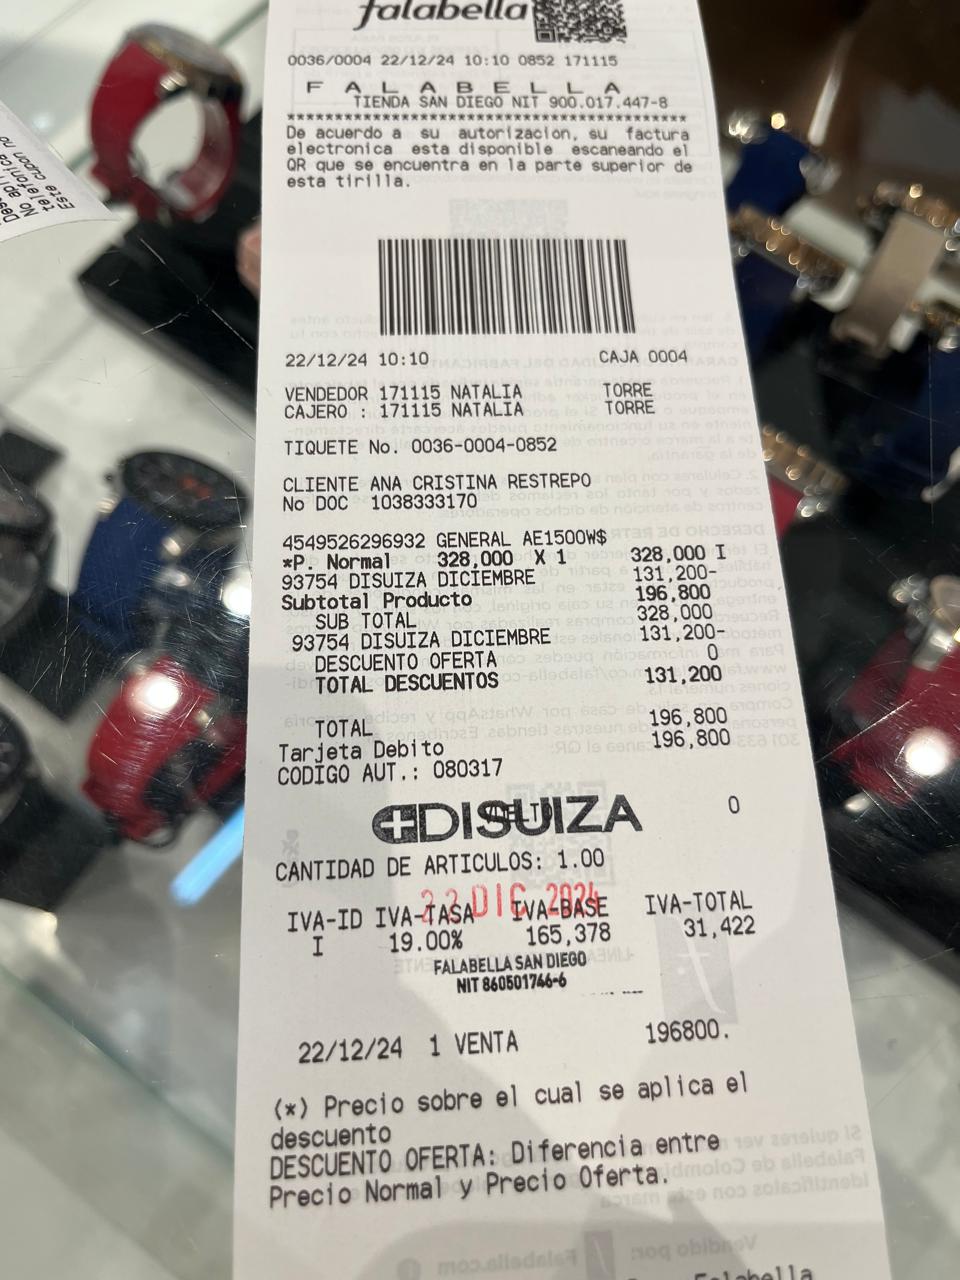 falabella
0036/0004 22/12/24 10:10 0852 171115
F A L A B E L L A
TIENDA SAN DIEGO NIT 900.017.447-8
****************************************************
De acuerdo a su autorizacion, su factura
electronica esta disponible escaneando el
QR que se encuentra en la parte superior de
esta tirilla.
22/12/24 10:10 CAJA 0004
VENDEDOR 171115 NATALIA TORRE
CAJERO : 171115 NATALIA TORRE
TIQUETE No. 0036-0004-0852
CLIENTE ANA CRISTINA RESTREPO
No DOC 1038333170
4549526296932 GENERAL AE1500W$
*P. Normal 328,000 X 1 328,000 I
93754 DISUIZA DICIEMBRE 131,200-
Subtotal Producto 196,800
SUB TOTAL 328,000
93754 DISUIZA DICIEMBRE 131,200-
DESCUENTO OFERTA 0
TOTAL DESCUENTOS 131,200
TOTAL 196,800
Tarjeta Debito 196,800
CODIGO AUT.: 080317
DISUIZA 0
CANTIDAD DE ARTICULOS: 1.00
22 DIC 2024
IVA-ID IVA-TASA IVA-BASE IVA-TOTAL
I 19.00% 165,378 31,422
FALABELLA SAN DIEGO
NIT 860501746-6
22/12/24 1 VENTA 196800.
(*) Precio sobre el cual se aplica el
descuento
DESCUENTO OFERTA: Diferencia entre
Precio Normal y Precio Oferta.
Falabella